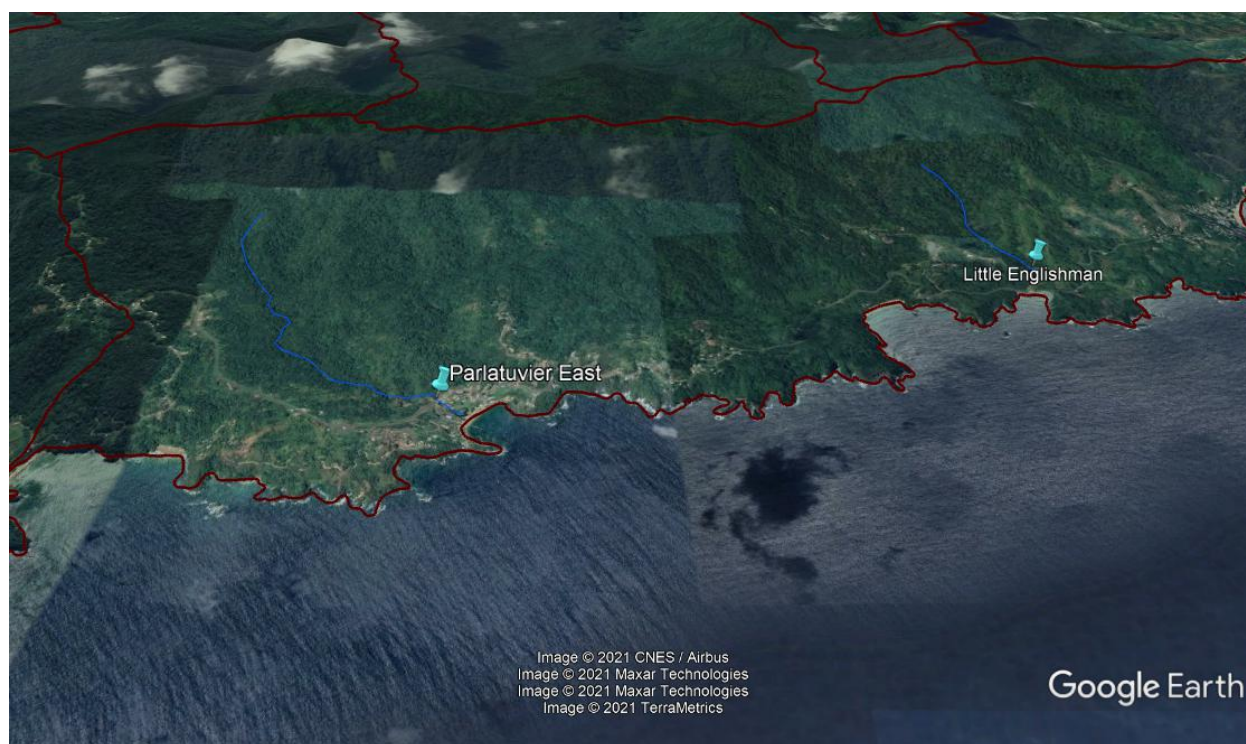 Little Englishman
Parlatuvier East
Image © 2021 CNES / Airbus
Image © 2021 Maxar Technologies
Image © 2021 Maxar Technologies
Image © 2021 TerraMetrics
Google Earth